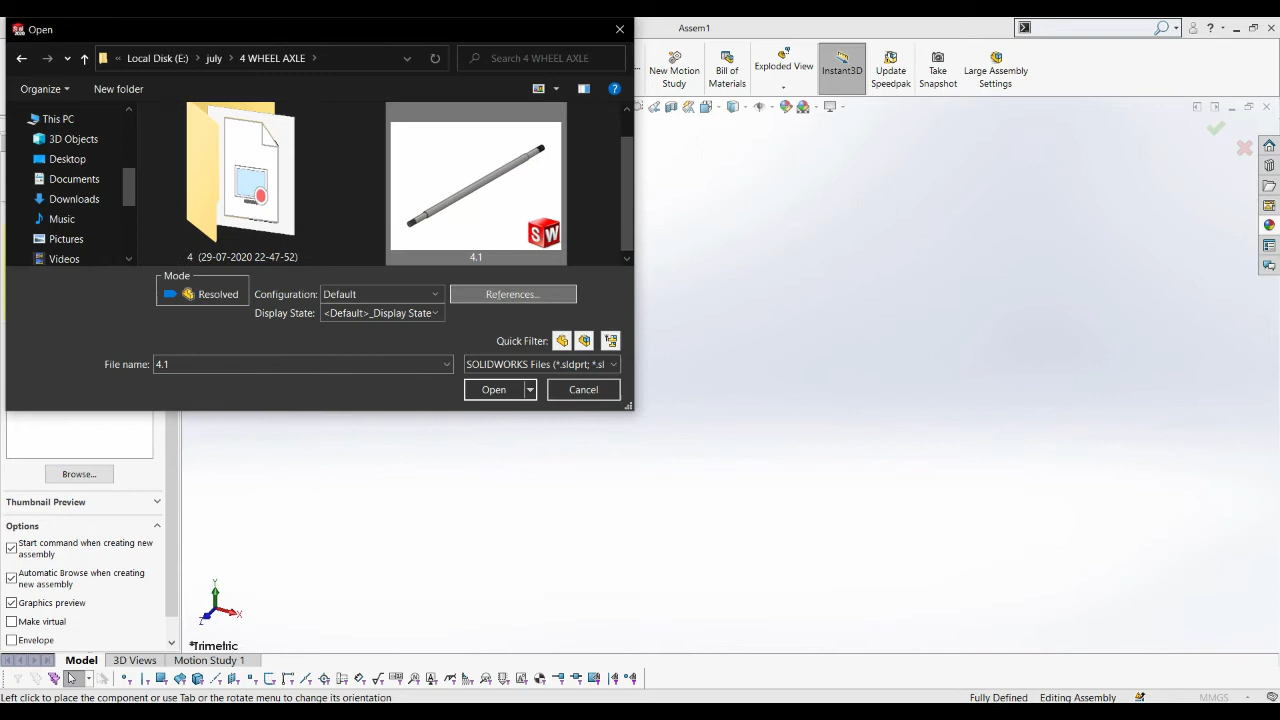 SW
2020
Open
Assem1
Local Disk (E:)
july
4 WHEEL AXLE
Search 4 WHEEL AXLE
New Motion
Study
Bill of
Materials
Exploded View
Instant3D
Update
Speedpak
Take
Snapshot
Large Assembly
Settings
Organize
New folder
This PC
3D Objects
Desktop
Documents
Downloads
Music
Pictures
Videos
SW
4 (29-07-2020 22-47-52)
4.1
Mode
Resolved
Configuration:
Default
References...
Display State:
<Default>_Display State
Quick Filter:
File name:
4.1
SOLIDWORKS Files (*.sldprt; *.sl
Open
Cancel
Browse...
Thumbnail Preview
Options
Start command when creating new
assembly
Automatic Browse when creating
new assembly
Graphics preview
Make virtual
Envelope
Y
X
Z
*Trimetric
Model
3D Views
Motion Study 1
Left click to place the component or use Tab or the rotate menu to change its orientation
Fully Defined
Editing Assembly
MMGS